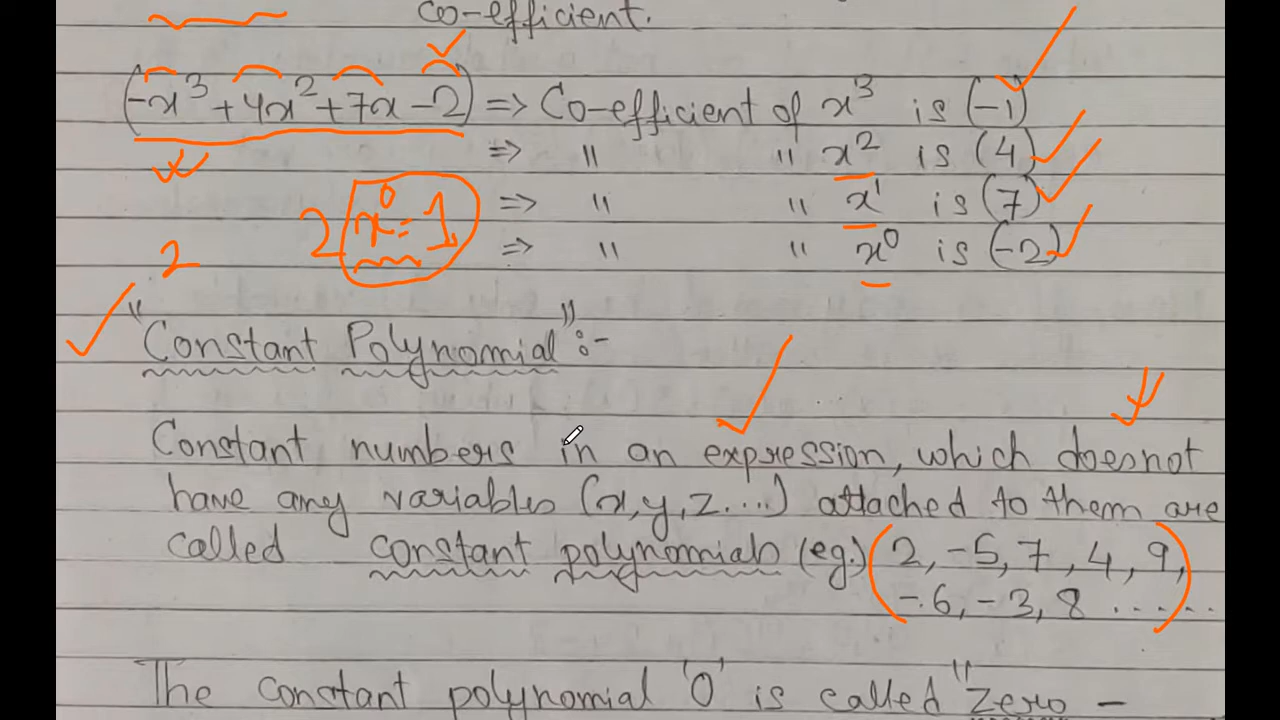 Co-efficient.
(-x³ + 4x² + 7x - 2) => Co-efficient of x³ is (-1)
=> " " x² is (4)
2 x⁰ = 1 => " " x¹ is (7)
2 => " " x⁰ is (-2)
"Constant Polynomial" :-
Constant numbers in an expression, which doesnot
have any variables (x, y, z....) attached to them are
called constant polynomials (eg.) (2, -5, 7, 4, 9,
-6, -3, 8 ......)
The constant polynomial '0' is called "Zero -